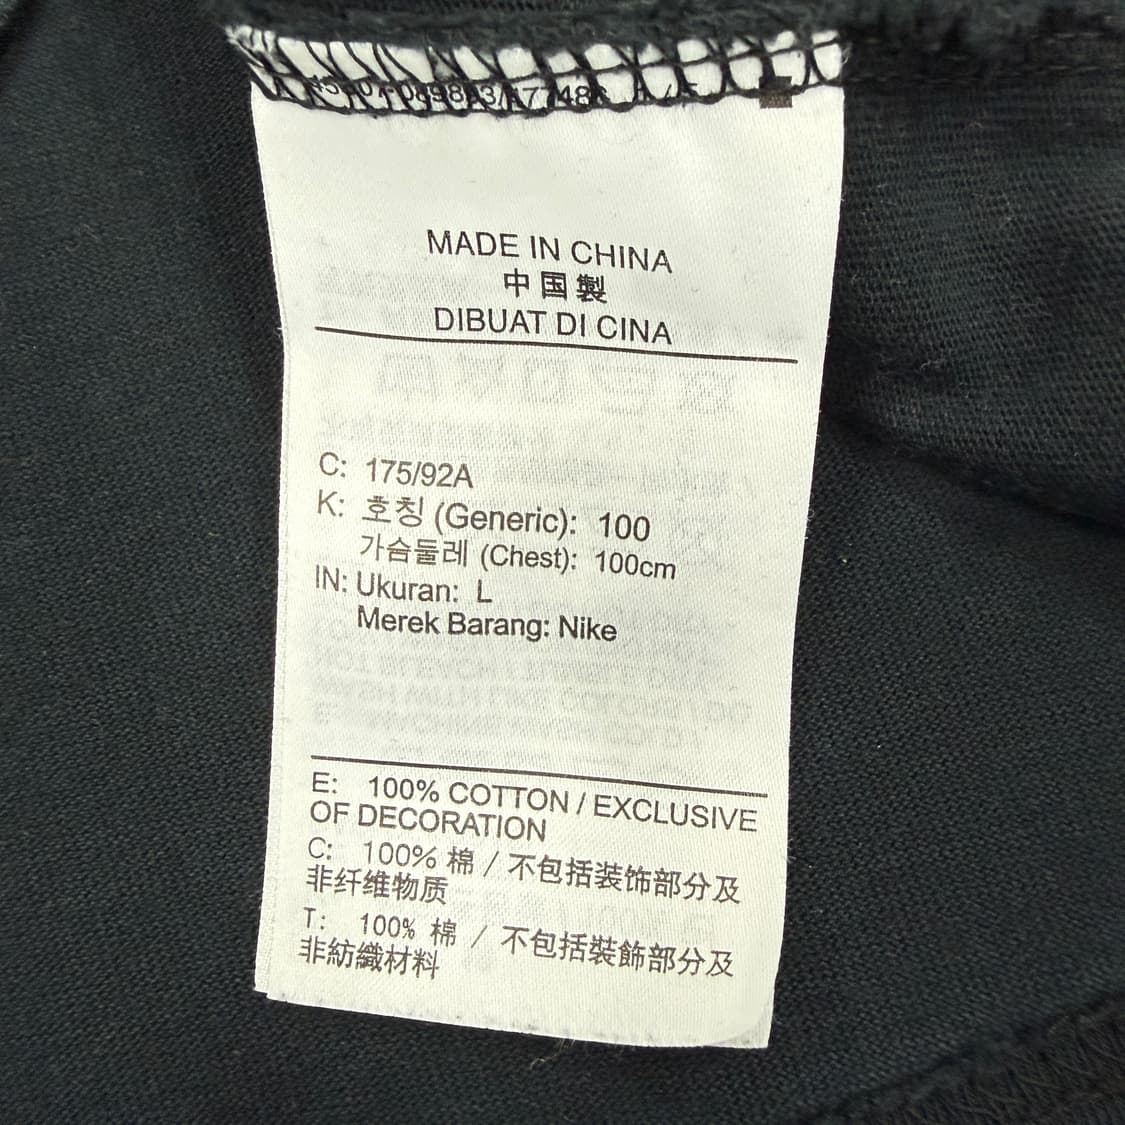 MADE IN CHINA
中国製
DIBUAT DI CINA
C: 175/92A
K: 호칭 (Generic): 100
가슴둘레 (Chest): 100cm
IN: Ukuran: L
Merek Barang: Nike
E: 100% COTTON / EXCLUSIVE
OF DECORATION
C: 100% 棉 / 不包括装饰部分及
非纤维物质
T: 100% 棉 / 不包括裝飾部分及
非紡織材料